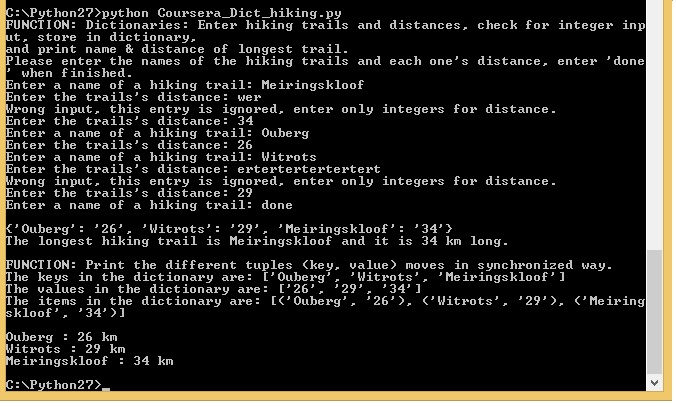 C:\Python27>python Coursera_Dict_hiking.py
FUNCTION: Dictionaries: Enter hiking trails and distances, check for integer inp
ut, store in dictionary,
and print name & distance of longest trail.
Please enter the names of the hiking trails and each one's distance, enter 'done
' when finished.
Enter a name of a hiking trail: Meiringskloof
Enter the trails's distance: wer
Wrong input, this entry is ignored, enter only integers for distance.
Enter the trails's distance: 34
Enter a name of a hiking trail: Ouberg
Enter the trails's distance: 26
Enter a name of a hiking trail: Witrots
Enter the trails's distance: ertertertertertert
Wrong input, this entry is ignored, enter only integers for distance.
Enter the trails's distance: 29
Enter a name of a hiking trail: done
{'Ouberg': '26', 'Witrots': '29', 'Meiringskloof': '34'}
The longest hiking trail is Meiringskloof and it is 34 km long.
FUNCTION: Print the different tuples (key, value) moves in synchronized way.
The keys in the dictionary are: ['Ouberg', 'Witrots', 'Meiringskloof']
The values in the dictionary are: ['26', '29', '34']
The items in the dictionary are: [('Ouberg', '26'), ('Witrots', '29'), ('Meiring
skloof', '34')]
Ouberg : 26 km
Witrots : 29 km
Meiringskloof : 34 km
C:\Python27>_